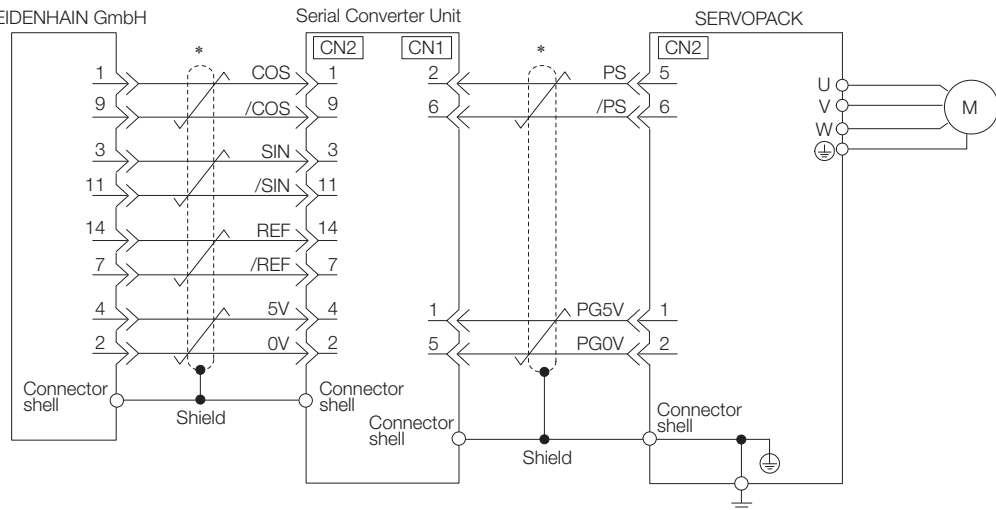 EIDENHAIN GmbH
Serial Converter Unit
SERVOPACK
CN2
CN1
CN2
*
*
1 COS 1
9 /COS 9
3 SIN 3
11 /SIN 11
14 REF 14
7 /REF 7
4 5V 4
2 0V 2
Connector
shell
Shield
Connector
shell
2 PS 5
6 /PS 6
1 PG5V 1
5 PG0V 2
Connector
shell
Shield
Connector
shell
U
V
W
M